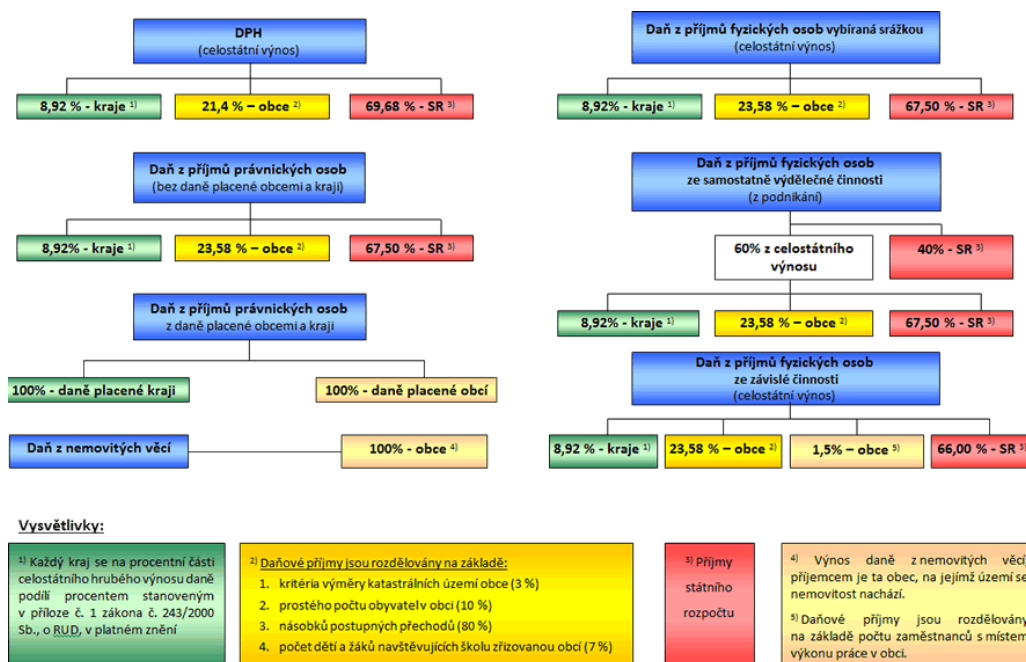 DPH
(celostátní výnos)
8,92 % - kraje 1)
21,4 % – obce 2)
69,68 % - SR 3)
Daň z příjmů právnických osob
(bez daně placené obcemi a kraji)
8,92% - kraje 1)
23,58 % – obce 2)
67,50 % - SR 3)
Daň z příjmů právnických osob
z daně placené obcemi a kraji
100% - daně placené kraji
100% - daně placené obcí
Daň z nemovitých věcí
100% - obce 4)
Daň z příjmů fyzických osob vybíraná srážkou
(celostátní výnos)
8,92% - kraje 1)
23,58 % – obce 2)
67,50 % - SR 3)
Daň z příjmů fyzických osob
ze samostatně výdělečné činnosti
(z podnikání)
60% z celostátního
výnosu
40% - SR 3)
8,92% - kraje 1)
23,58 % – obce 2)
67,50 % - SR 3)
Daň z příjmů fyzických osob
ze závislé činnosti
(celostátní výnos)
8,92 % - kraje 1)
23,58 % – obce 2)
1,5% – obce 5)
66,00 % - SR 3)
Vysvětlivky:
1) Každý kraj se na procentní části
celostátního hrubého výnosu daně
podílí procentem stanoveným
v příloze č. 1 zákona č. 243/2000
Sb., o RUD, v platném znění
2) Daňové příjmy jsou rozdělovány na základě:
1. kritéria výměry katastrálních území obce (3 %)
2. prostého počtu obyvatel v obci (10 %)
3. násobků postupných přechodů (80 %)
4. počet dětí a žáků navštěvujících školu zřizovanou obcí (7 %)
3) Příjmy
státního
rozpočtu
4) Výnos daně z nemovitých věcí,
příjemcem je ta obec, na jejímž území se
nemovitost nachází.
5) Daňové příjmy jsou rozdělovány
na základě počtu zaměstnanců s místem
výkonu práce v obci.